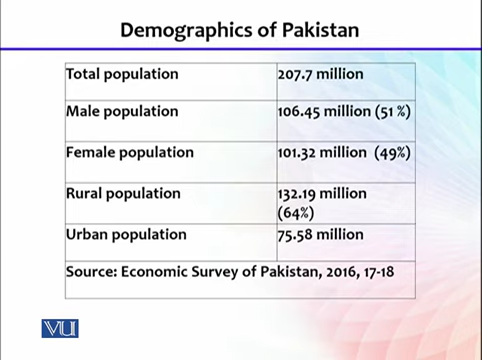 Demographics of Pakistan
Total population 207.7 million
Male population 106.45 million (51 %)
Female population 101.32 million (49%)
Rural population 132.19 million
(64%)
Urban population 75.58 million
Source: Economic Survey of Pakistan, 2016, 17-18
VU